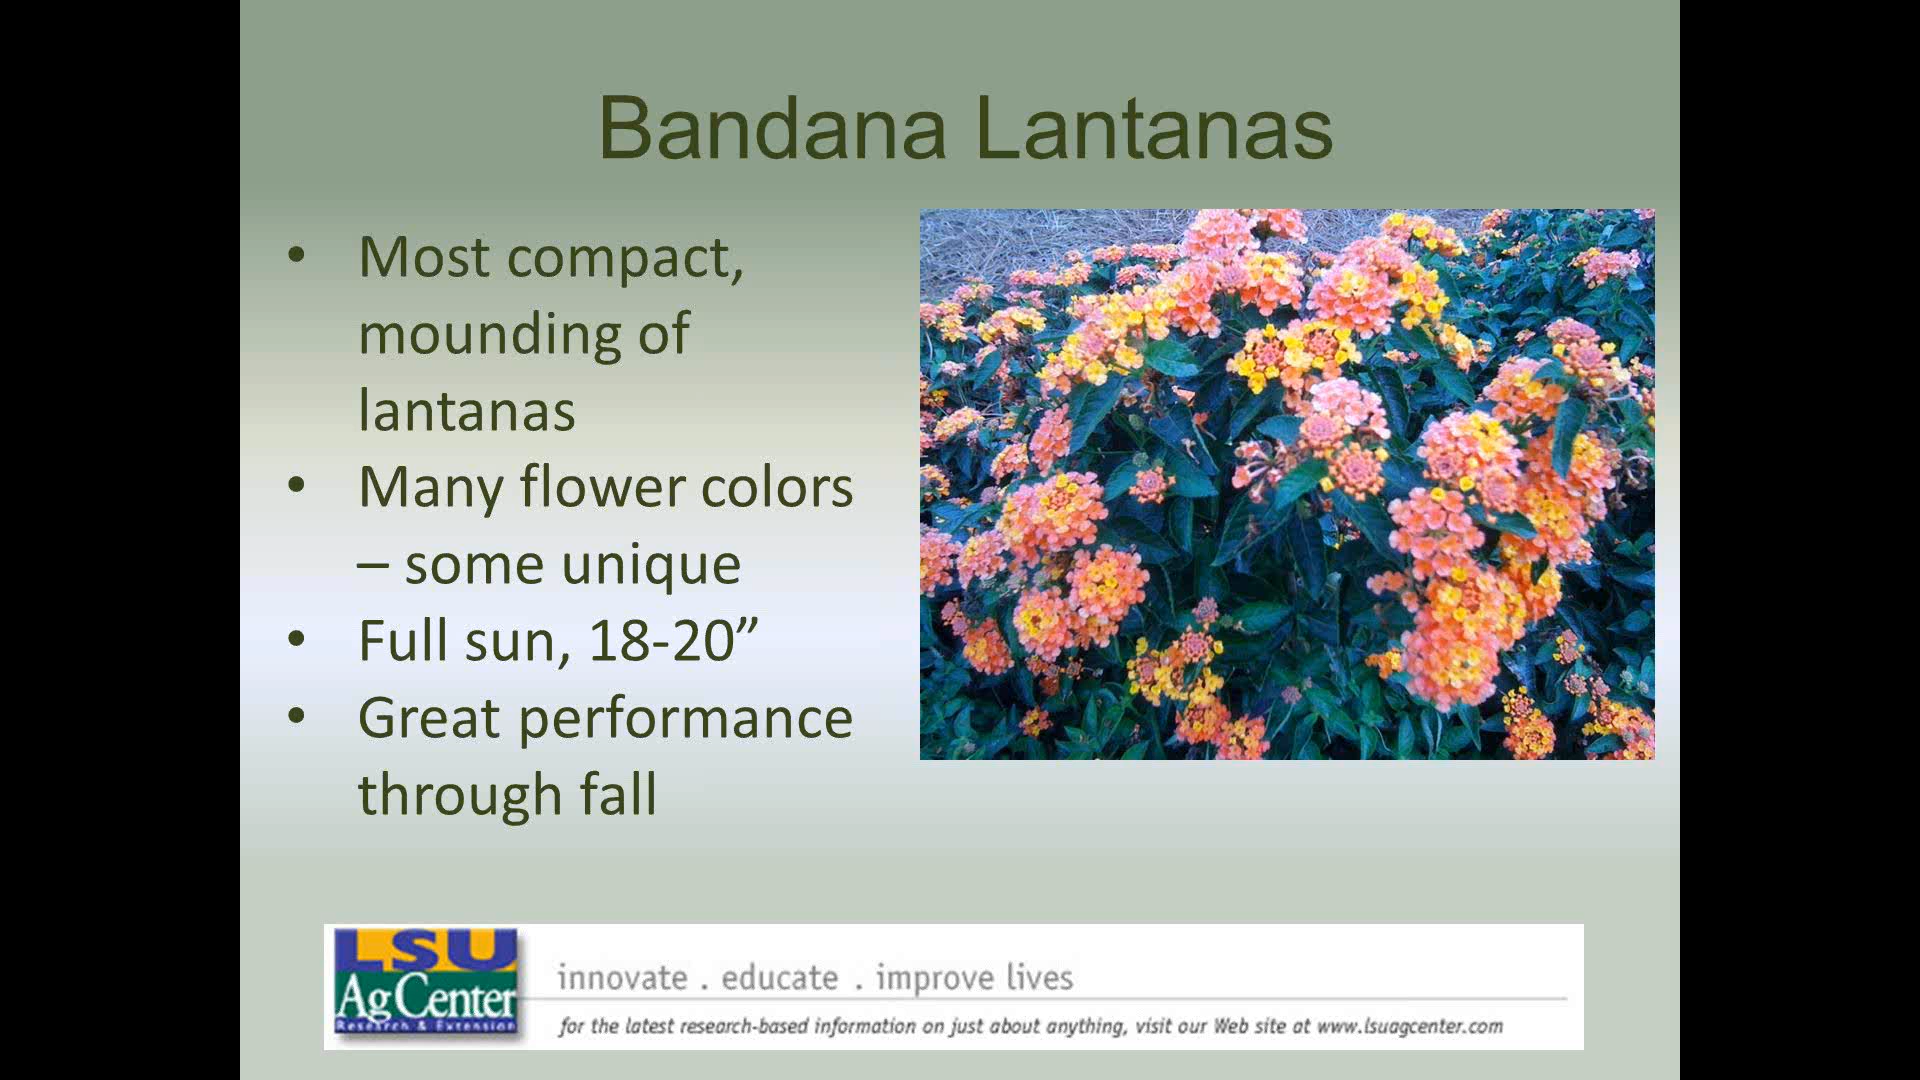 Bandana Lantanas
• Most compact,
mounding of
lantanas
• Many flower colors
– some unique
• Full sun, 18-20”
• Great performance
through fall
LSU
AgCenter
Research & Extension
innovate . educate . improve lives
for the latest research-based information on just about anything, visit our Web site at www.lsuagcenter.com